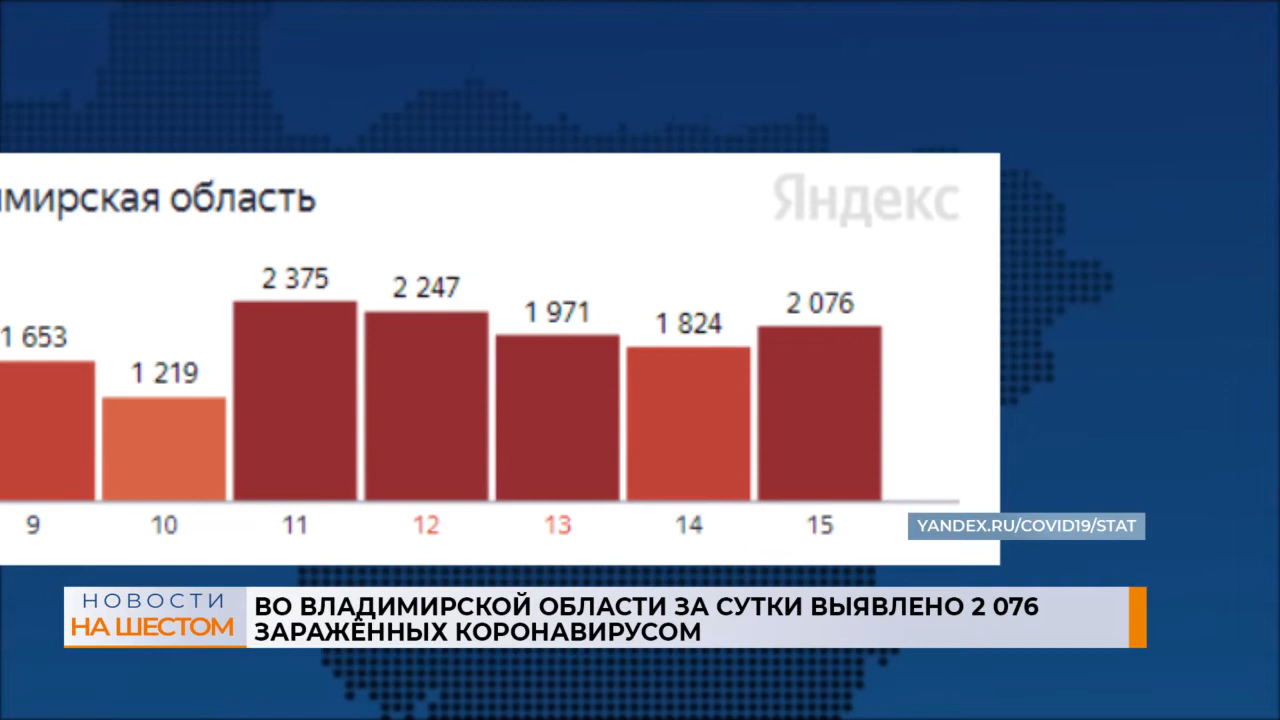 имирская область
Яндекс
1 653
1 219
2 375
2 247
1 971
1 824
2 076
9 10 11 12 13 14 15
YANDEX.RU/COVID19/STAT
НОВОСТИ
НА ШЕСТОМ
ВО ВЛАДИМИРСКОЙ ОБЛАСТИ ЗА СУТКИ ВЫЯВЛЕНО 2 076
ЗАРАЖЁННЫХ КОРОНАВИРУСОМ